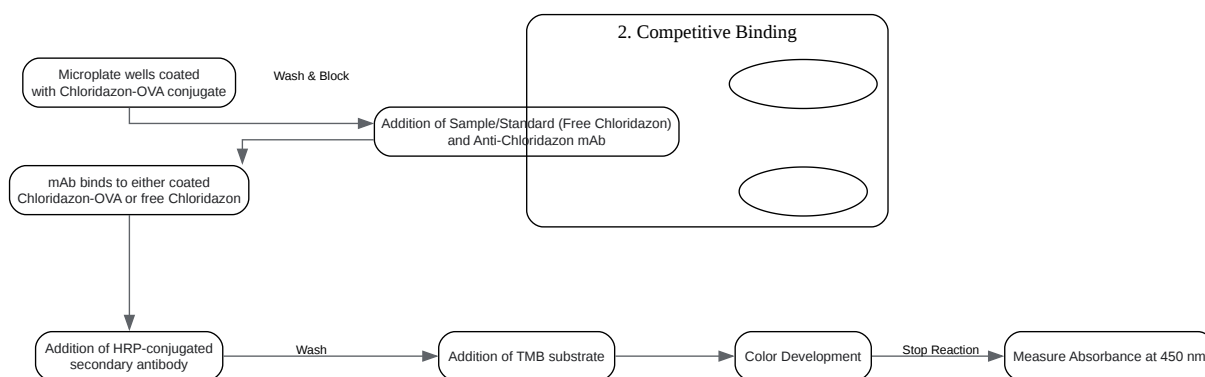 2. Competitive Binding
Microplate wells coated
with Chloridazon-OVA conjugate
Wash & Block
Addition of Sample/Standard (Free Chloridazon)
and Anti-Chloridazon mAb
mAb binds to either coated
Chloridazon-OVA or free Chloridazon
Addition of HRP-conjugated
secondary antibody
Wash
Addition of TMB substrate
Color Development
Stop Reaction
Measure Absorbance at 450 nm